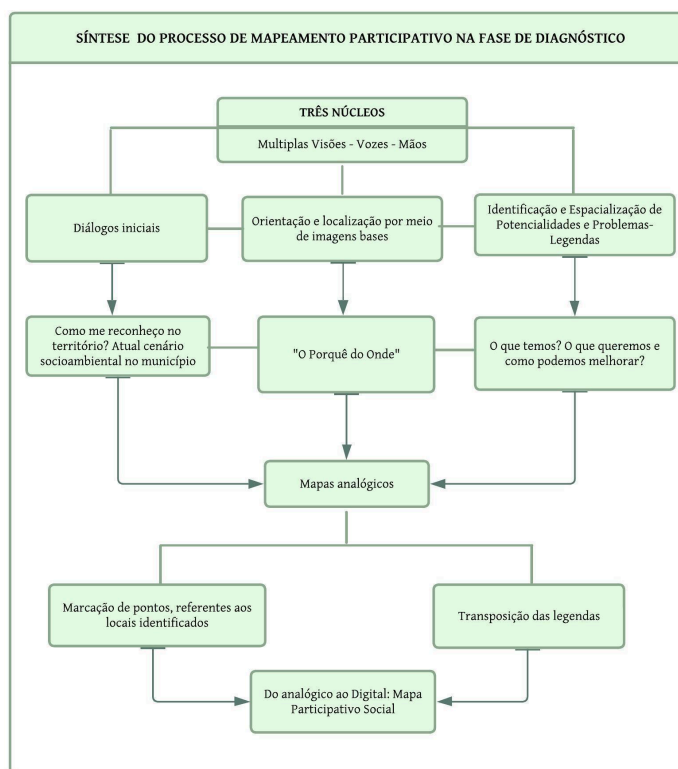 SÍNTESE DO PROCESSO DE MAPEAMENTO PARTICIPATIVO NA FASE DE DIAGNÓSTICO
TRÊS NÚCLEOS
Multiplas Visões - Vozes - Mãos
Diálogos iniciais
Orientação e localização por meio
de imagens bases
Identificação e Espacialização de
Potencialidades e Problemas-
Legendas
Como me reconheço no
território? Atual cenário
socioambiental no município
"O Porquê do Onde"
O que temos? O que queremos e
como podemos melhorar?
Mapas analógicos
Marcação de pontos, referentes aos
locais identificados
Transposição das legendas
Do analógico ao Digital: Mapa
Participativo Social